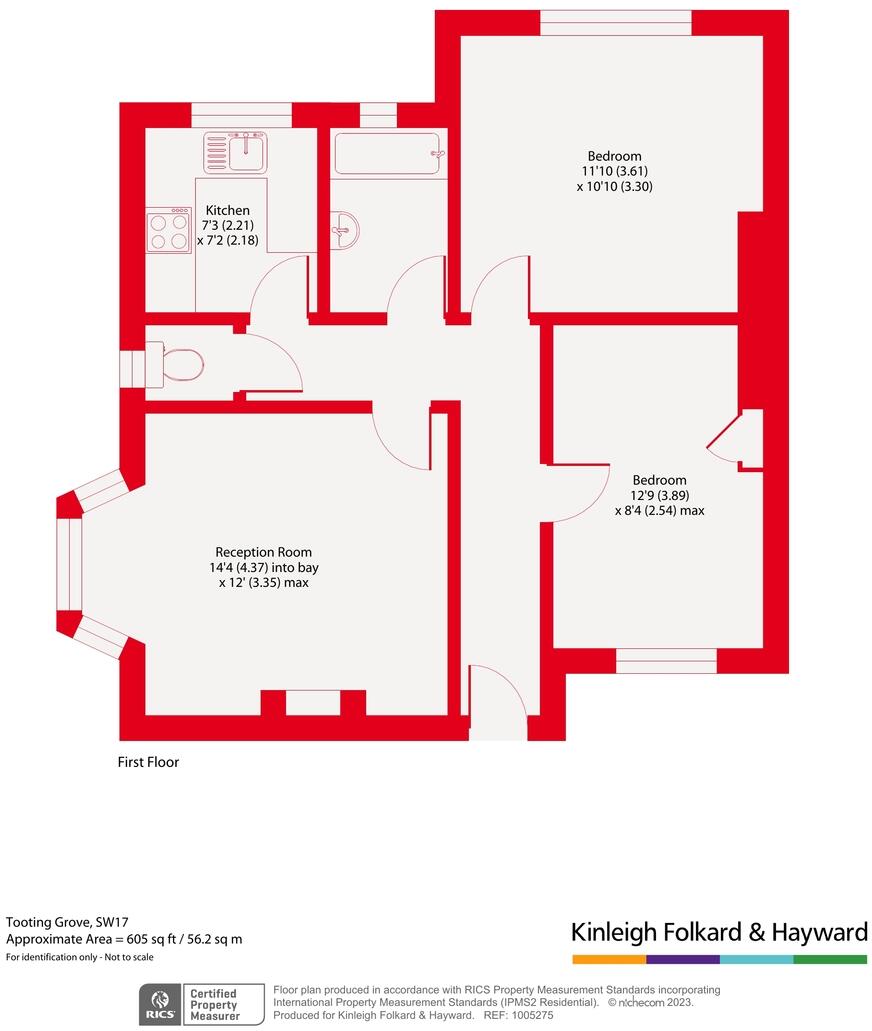 Bedroom
11'10 (3.61)
x 10'10 (3.30)
Kitchen
7'3 (2.21)
x 7'2 (2.18)
Bedroom
12'9 (3.89)
x 8'4 (2.54) max
Reception Room
14'4 (4.37) into bay
x 12' (3.35) max
First Floor
Tooting Grove, SW17
Approximate Area = 605 sq ft / 56.2 sq m
For identification only - Not to scale
Kinleigh Folkard & Hayward
RICS
Certified
Property
Measurer
Floor plan produced in accordance with RICS Property Measurement Standards incorporating
International Property Measurement Standards (IPMS2 Residential). © nichecom 2023.
Produced for Kinleigh Folkard & Hayward. REF: 1005275